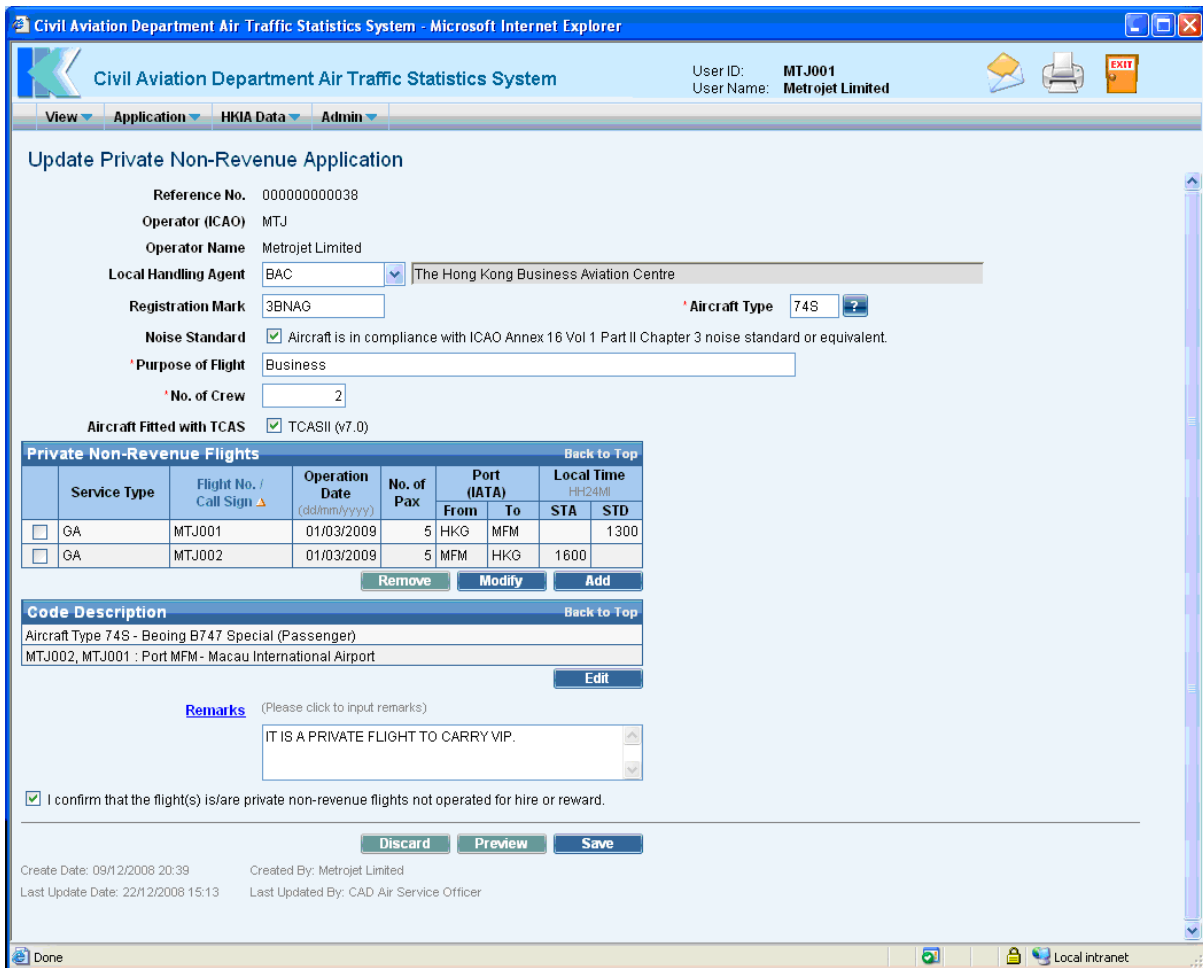 Civil Aviation Department Air Traffic Statistics System - Microsoft Internet Explorer
Civil Aviation Department Air Traffic Statistics System
User ID: MTJ001
User Name: Metrojet Limited
EXIT
View Application HKIA Data Admin
Update Private Non-Revenue Application
Reference No. 000000000038
Operator (ICAO) MTJ
Operator Name Metrojet Limited
Local Handling Agent BAC The Hong Kong Business Aviation Centre
Registration Mark 3BNAG *Aircraft Type 74S ?
Noise Standard Aircraft is in compliance with ICAO Annex 16 Vol 1 Part II Chapter 3 noise standard or equivalent.
*Purpose of Flight Business
*No. of Crew 2
Aircraft Fitted with TCAS TCASII (v7.0)
Private Non-Revenue Flights Back to Top
Service Type Flight No. / Call Sign Operation Date (dd/mm/yyyy) No. of Pax Port (IATA) Local Time HH24MI
From To STA STD
GA MTJ001 01/03/2009 5 HKG MFM 1300
GA MTJ002 01/03/2009 5 MFM HKG 1600
Remove Modify Add
Code Description Back to Top
Aircraft Type 74S - Beoing B747 Special (Passenger)
MTJ002, MTJ001 : Port MFM- Macau International Airport
Edit
Remarks (Please click to input remarks)
IT IS A PRIVATE FLIGHT TO CARRY VIP.
I confirm that the flight(s) is/are private non-revenue flights not operated for hire or reward.
Discard Preview Save
Create Date: 09/12/2008 20:39 Created By: Metrojet Limited
Last Update Date: 22/12/2008 15:13 Last Updated By: CAD Air Service Officer
Done Local intranet